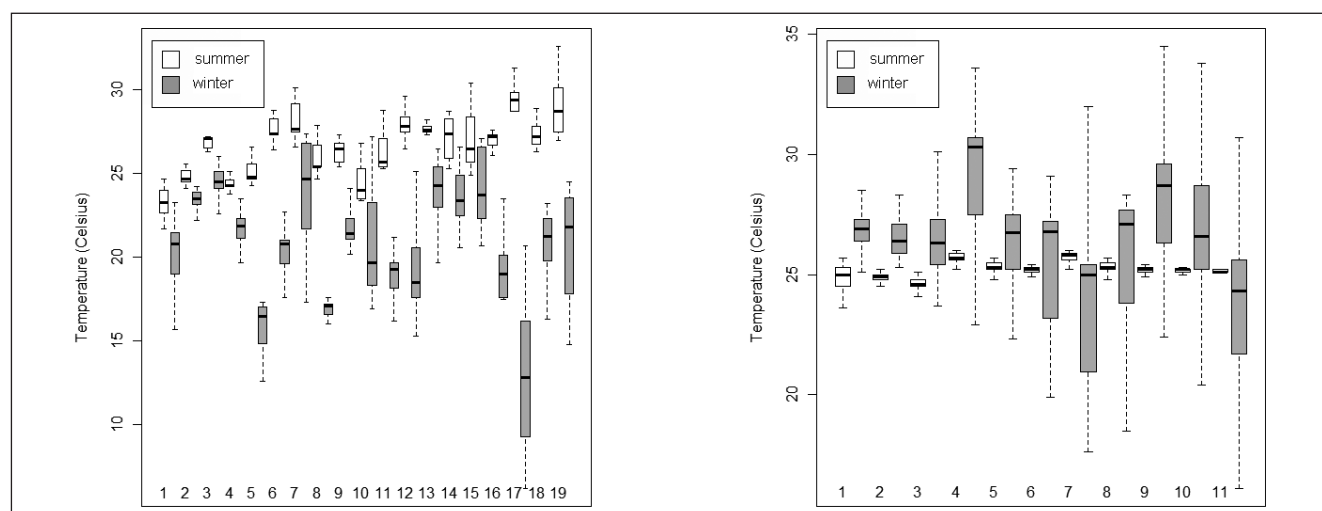 summer
winter
Temperature (Celsius)
30
25
20
15
10
1 2 3 4 5 6 7 8 9 10 11 12 13 14 15 16 17 18 19
summer
winter
Temperature (Celsius)
35
30
25
20
1 2 3 4 5 6 7 8 9 10 11